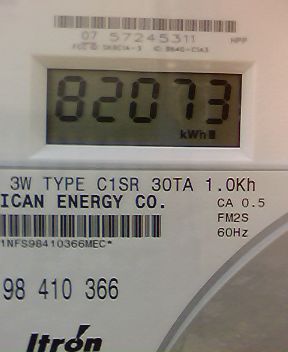 07 57245311 NPP
82073
kWh
3W TYPE C1SR 30TA 1.0Kh
ICAN ENERGY CO. CA 0.5
FM2S
60Hz
1NFS98410366MEC*
98 410 366
Itron